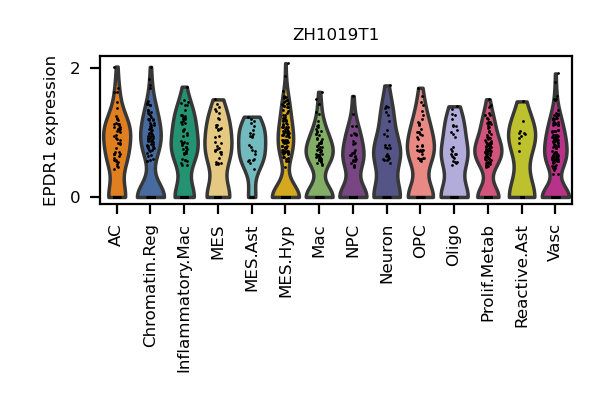 ZH1019T1
EPDR1 expression
2
0
AC
Chromatin.Reg
Inflammatory.Mac
MES
MES.Ast
MES.Hyp
Mac
NPC
Neuron
OPC
Oligo
Prolif.Metab
Reactive.Ast
Vasc